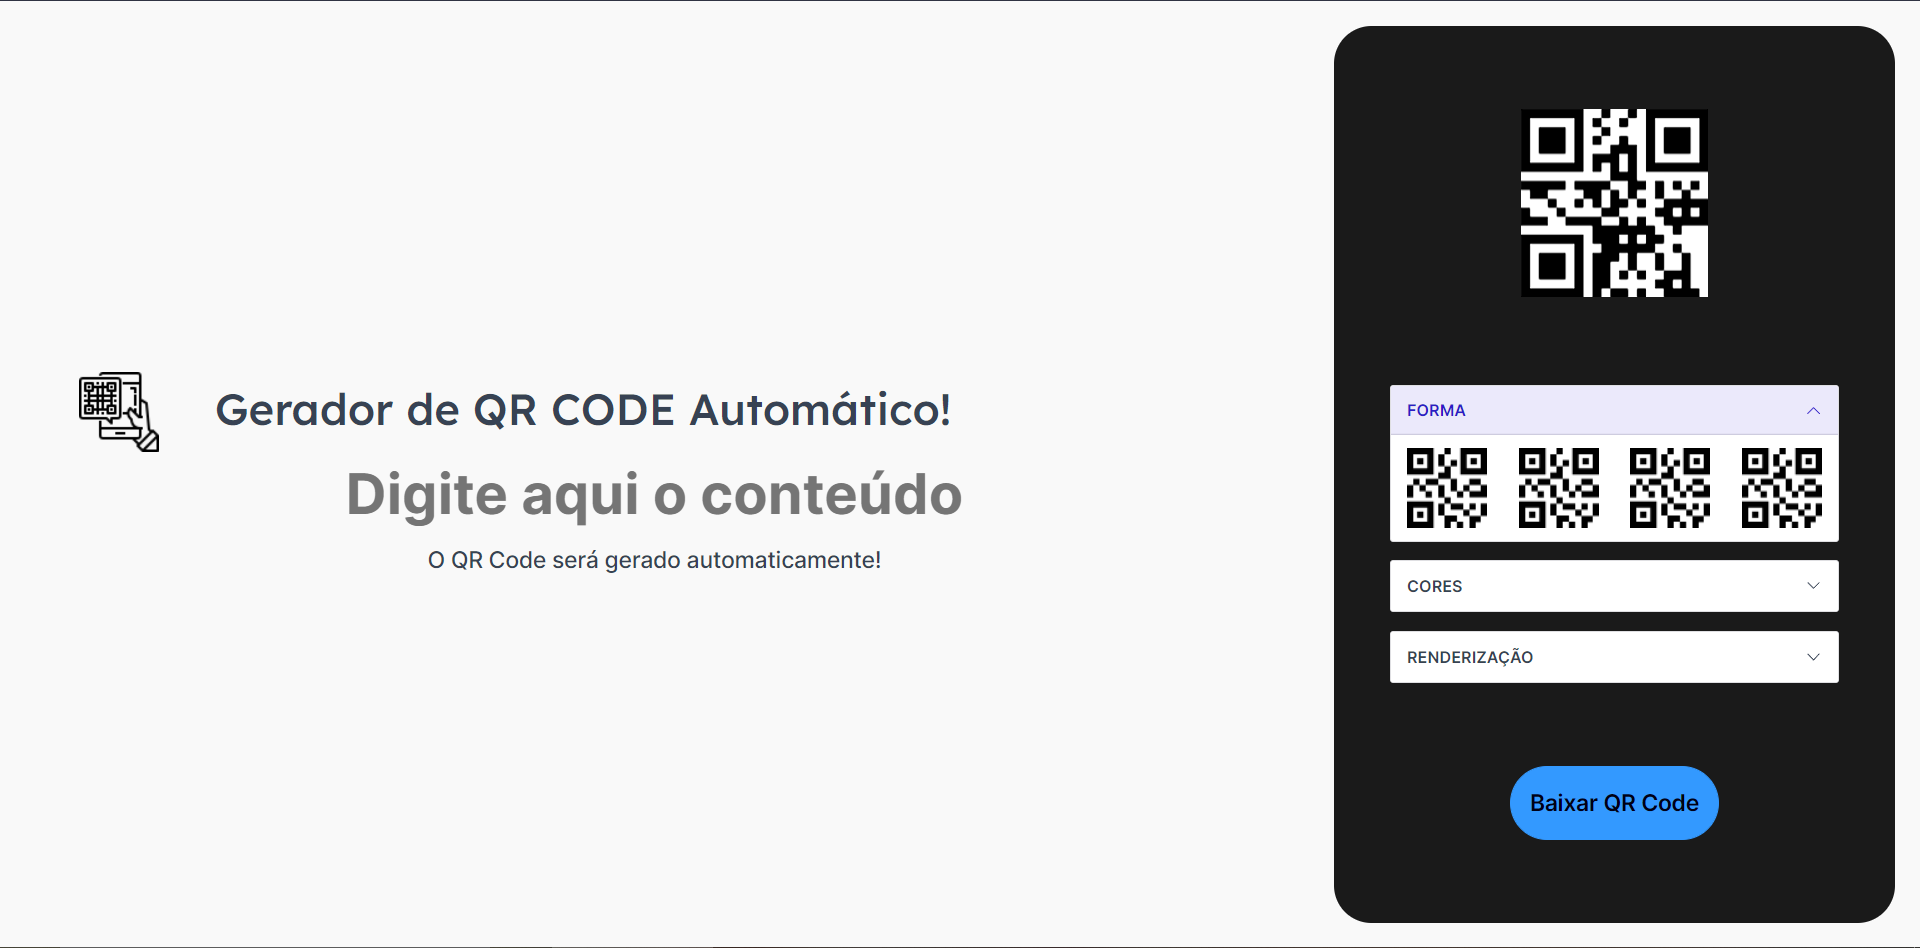 Gerador de QR CODE Automático!
Digite aqui o conteúdo
O QR Code será gerado automaticamente!
FORMA
CORES
RENDERIZAÇÃO
Baixar QR Code